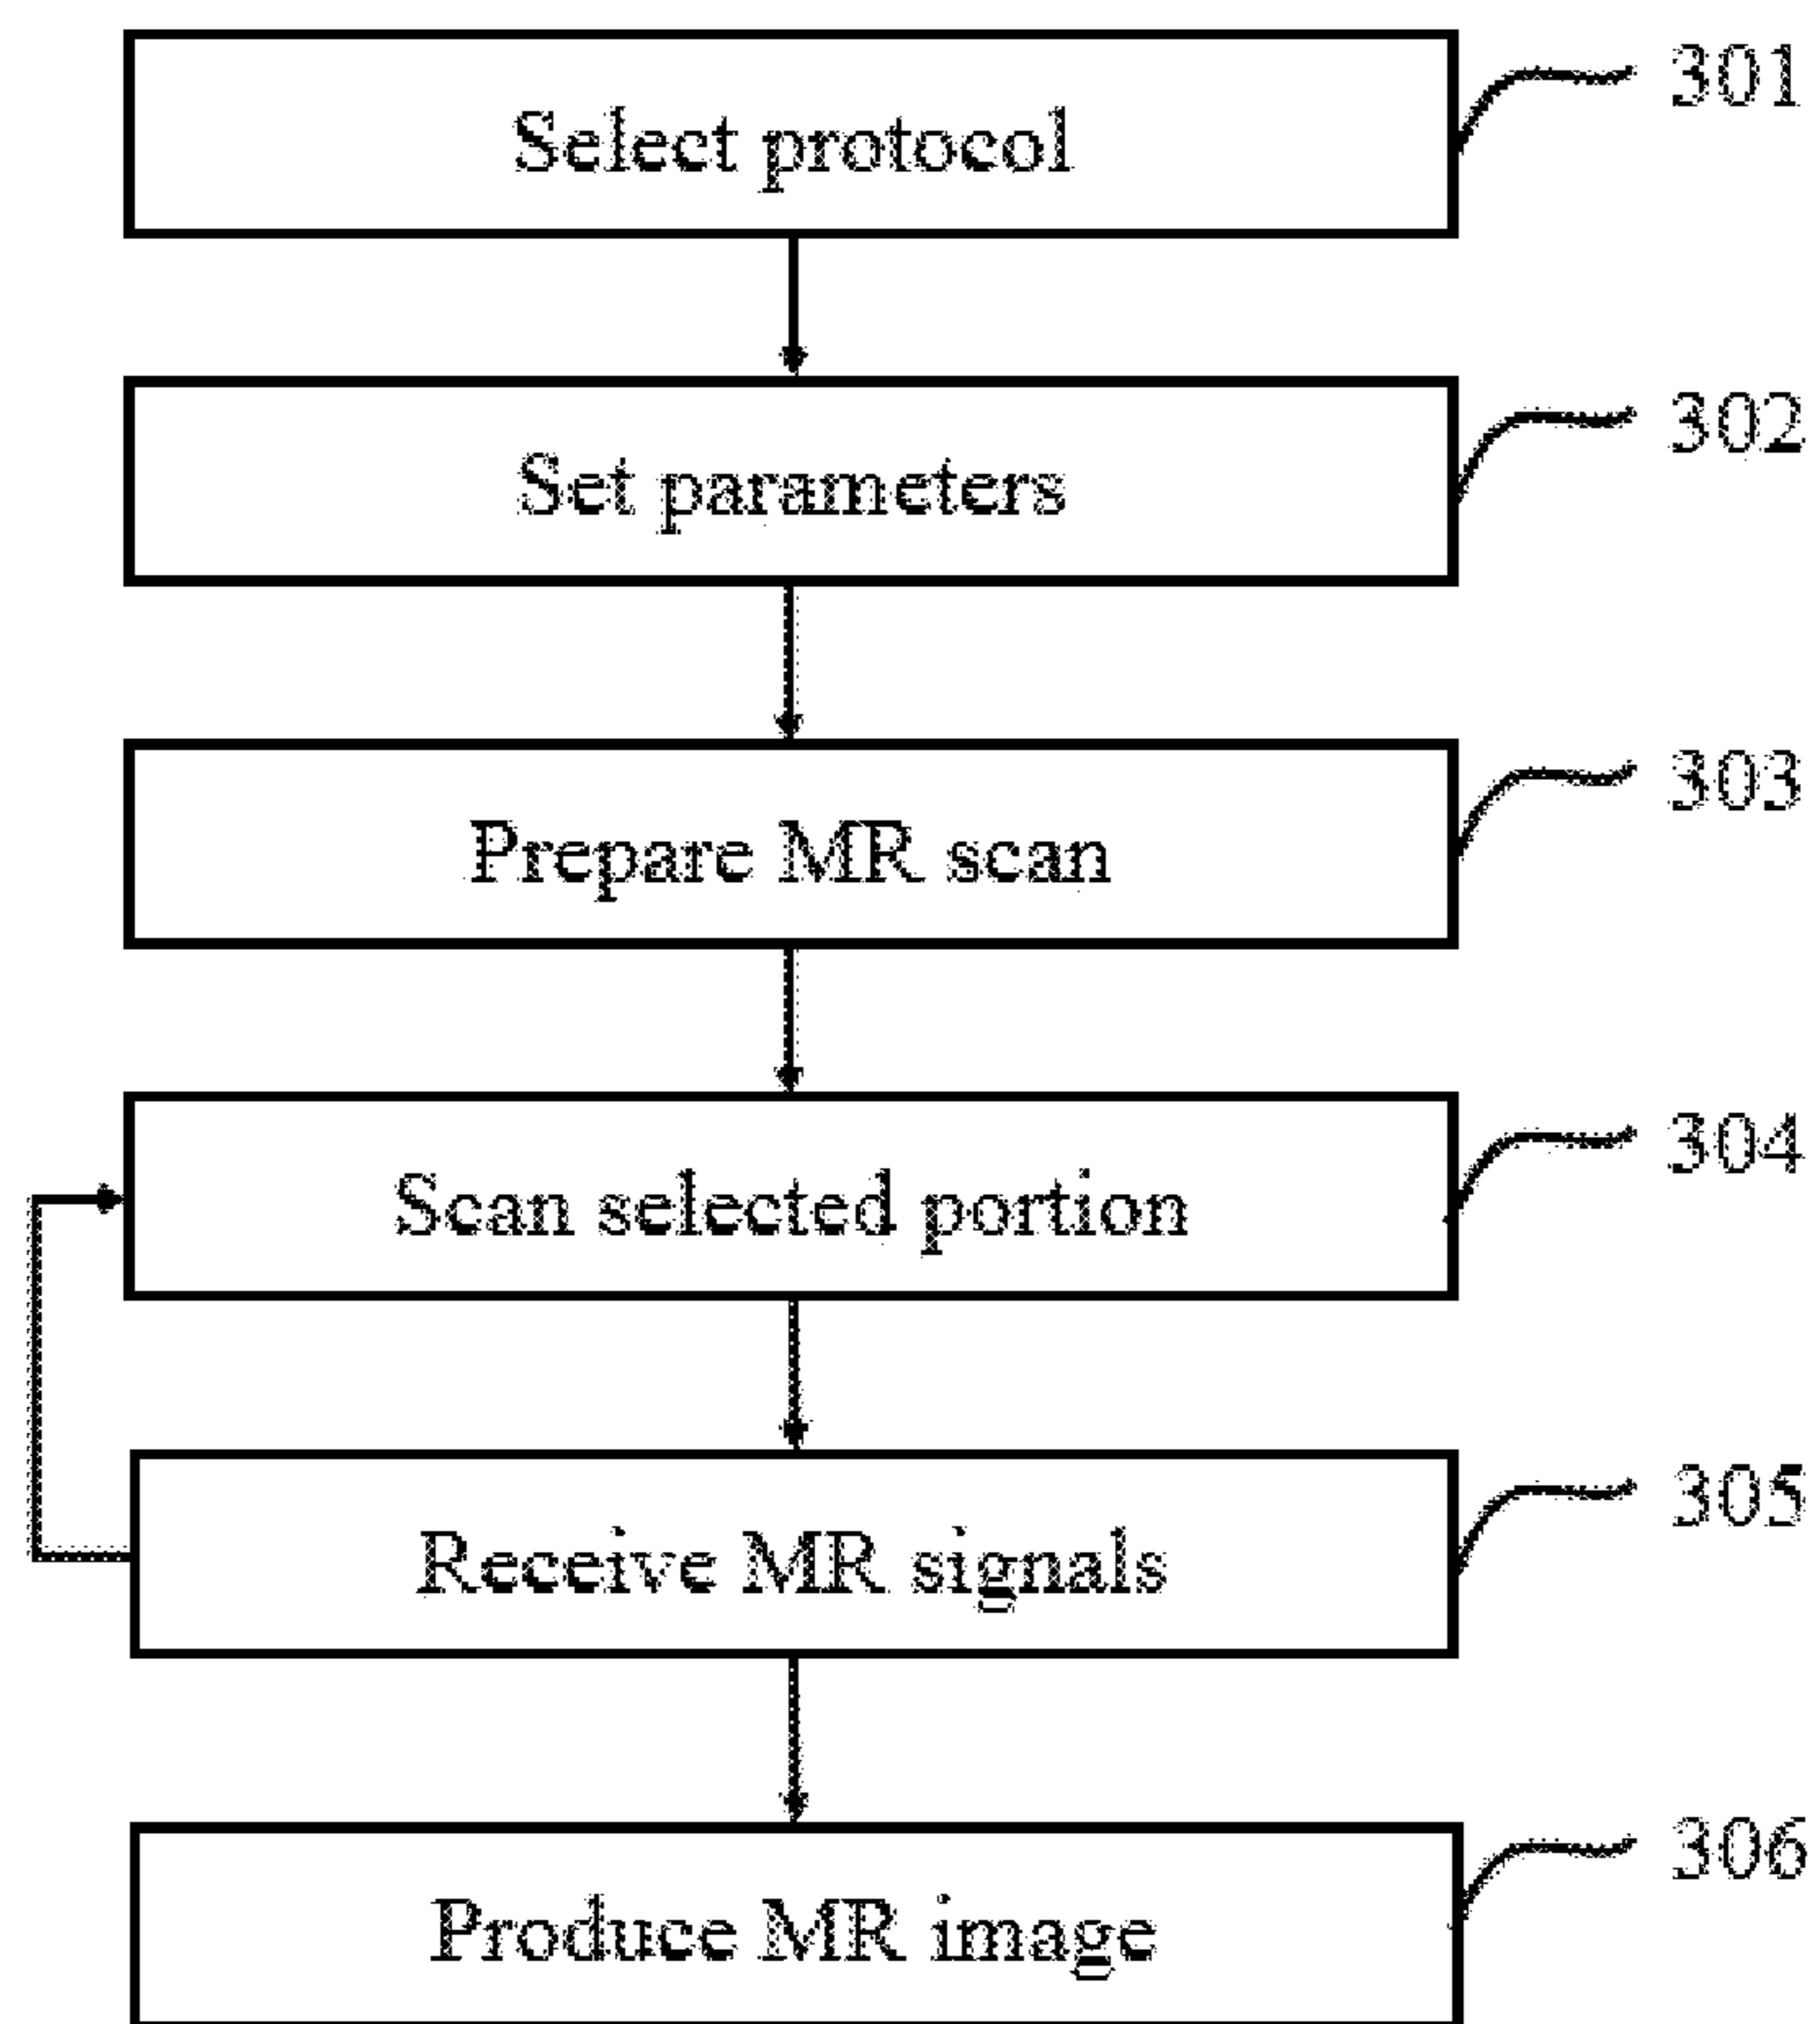 Select protocol 301
Set parameters 302
Prepare MR scan 303
Scan selected portion 304
Receive MR signals 305
Produce MR image 306